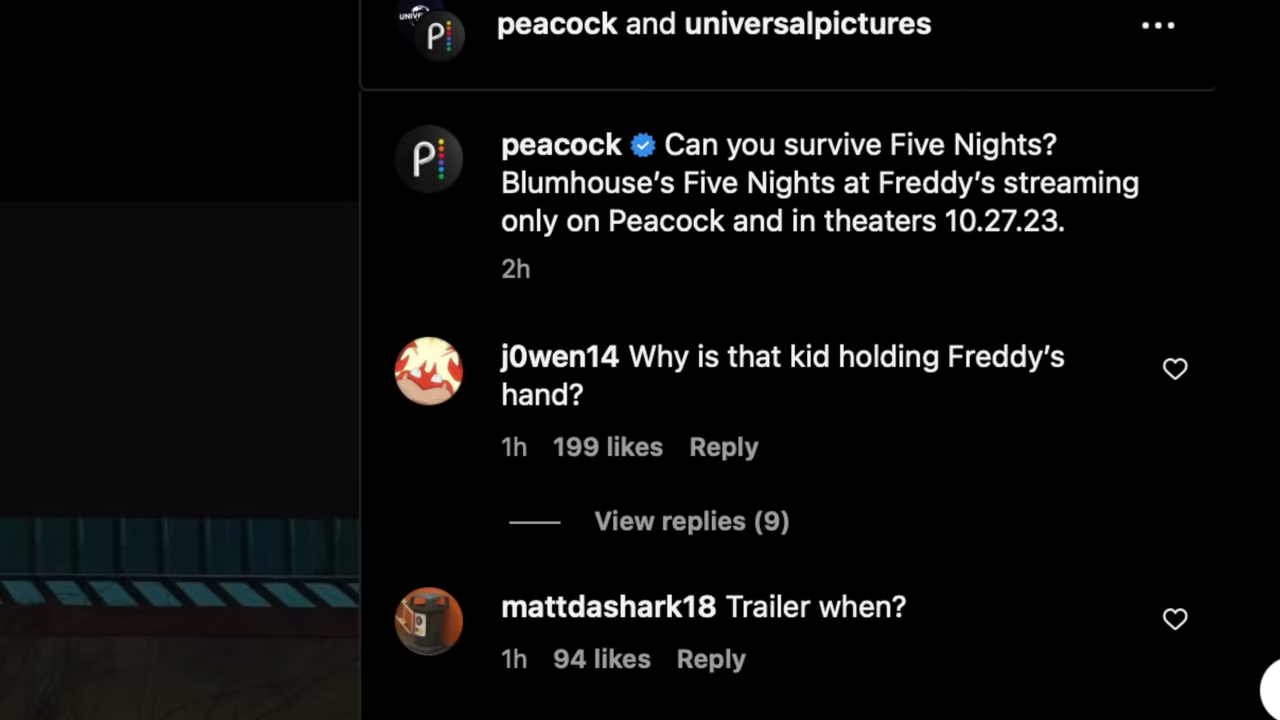 UNIV
peacock and universalpictures
peacock Can you survive Five Nights?
Blumhouse’s Five Nights at Freddy’s streaming
only on Peacock and in theaters 10.27.23.
2h
j0wen14 Why is that kid holding Freddy’s
hand?
1h 199 likes Reply
View replies (9)
mattdashark18 Trailer when?
1h 94 likes Reply